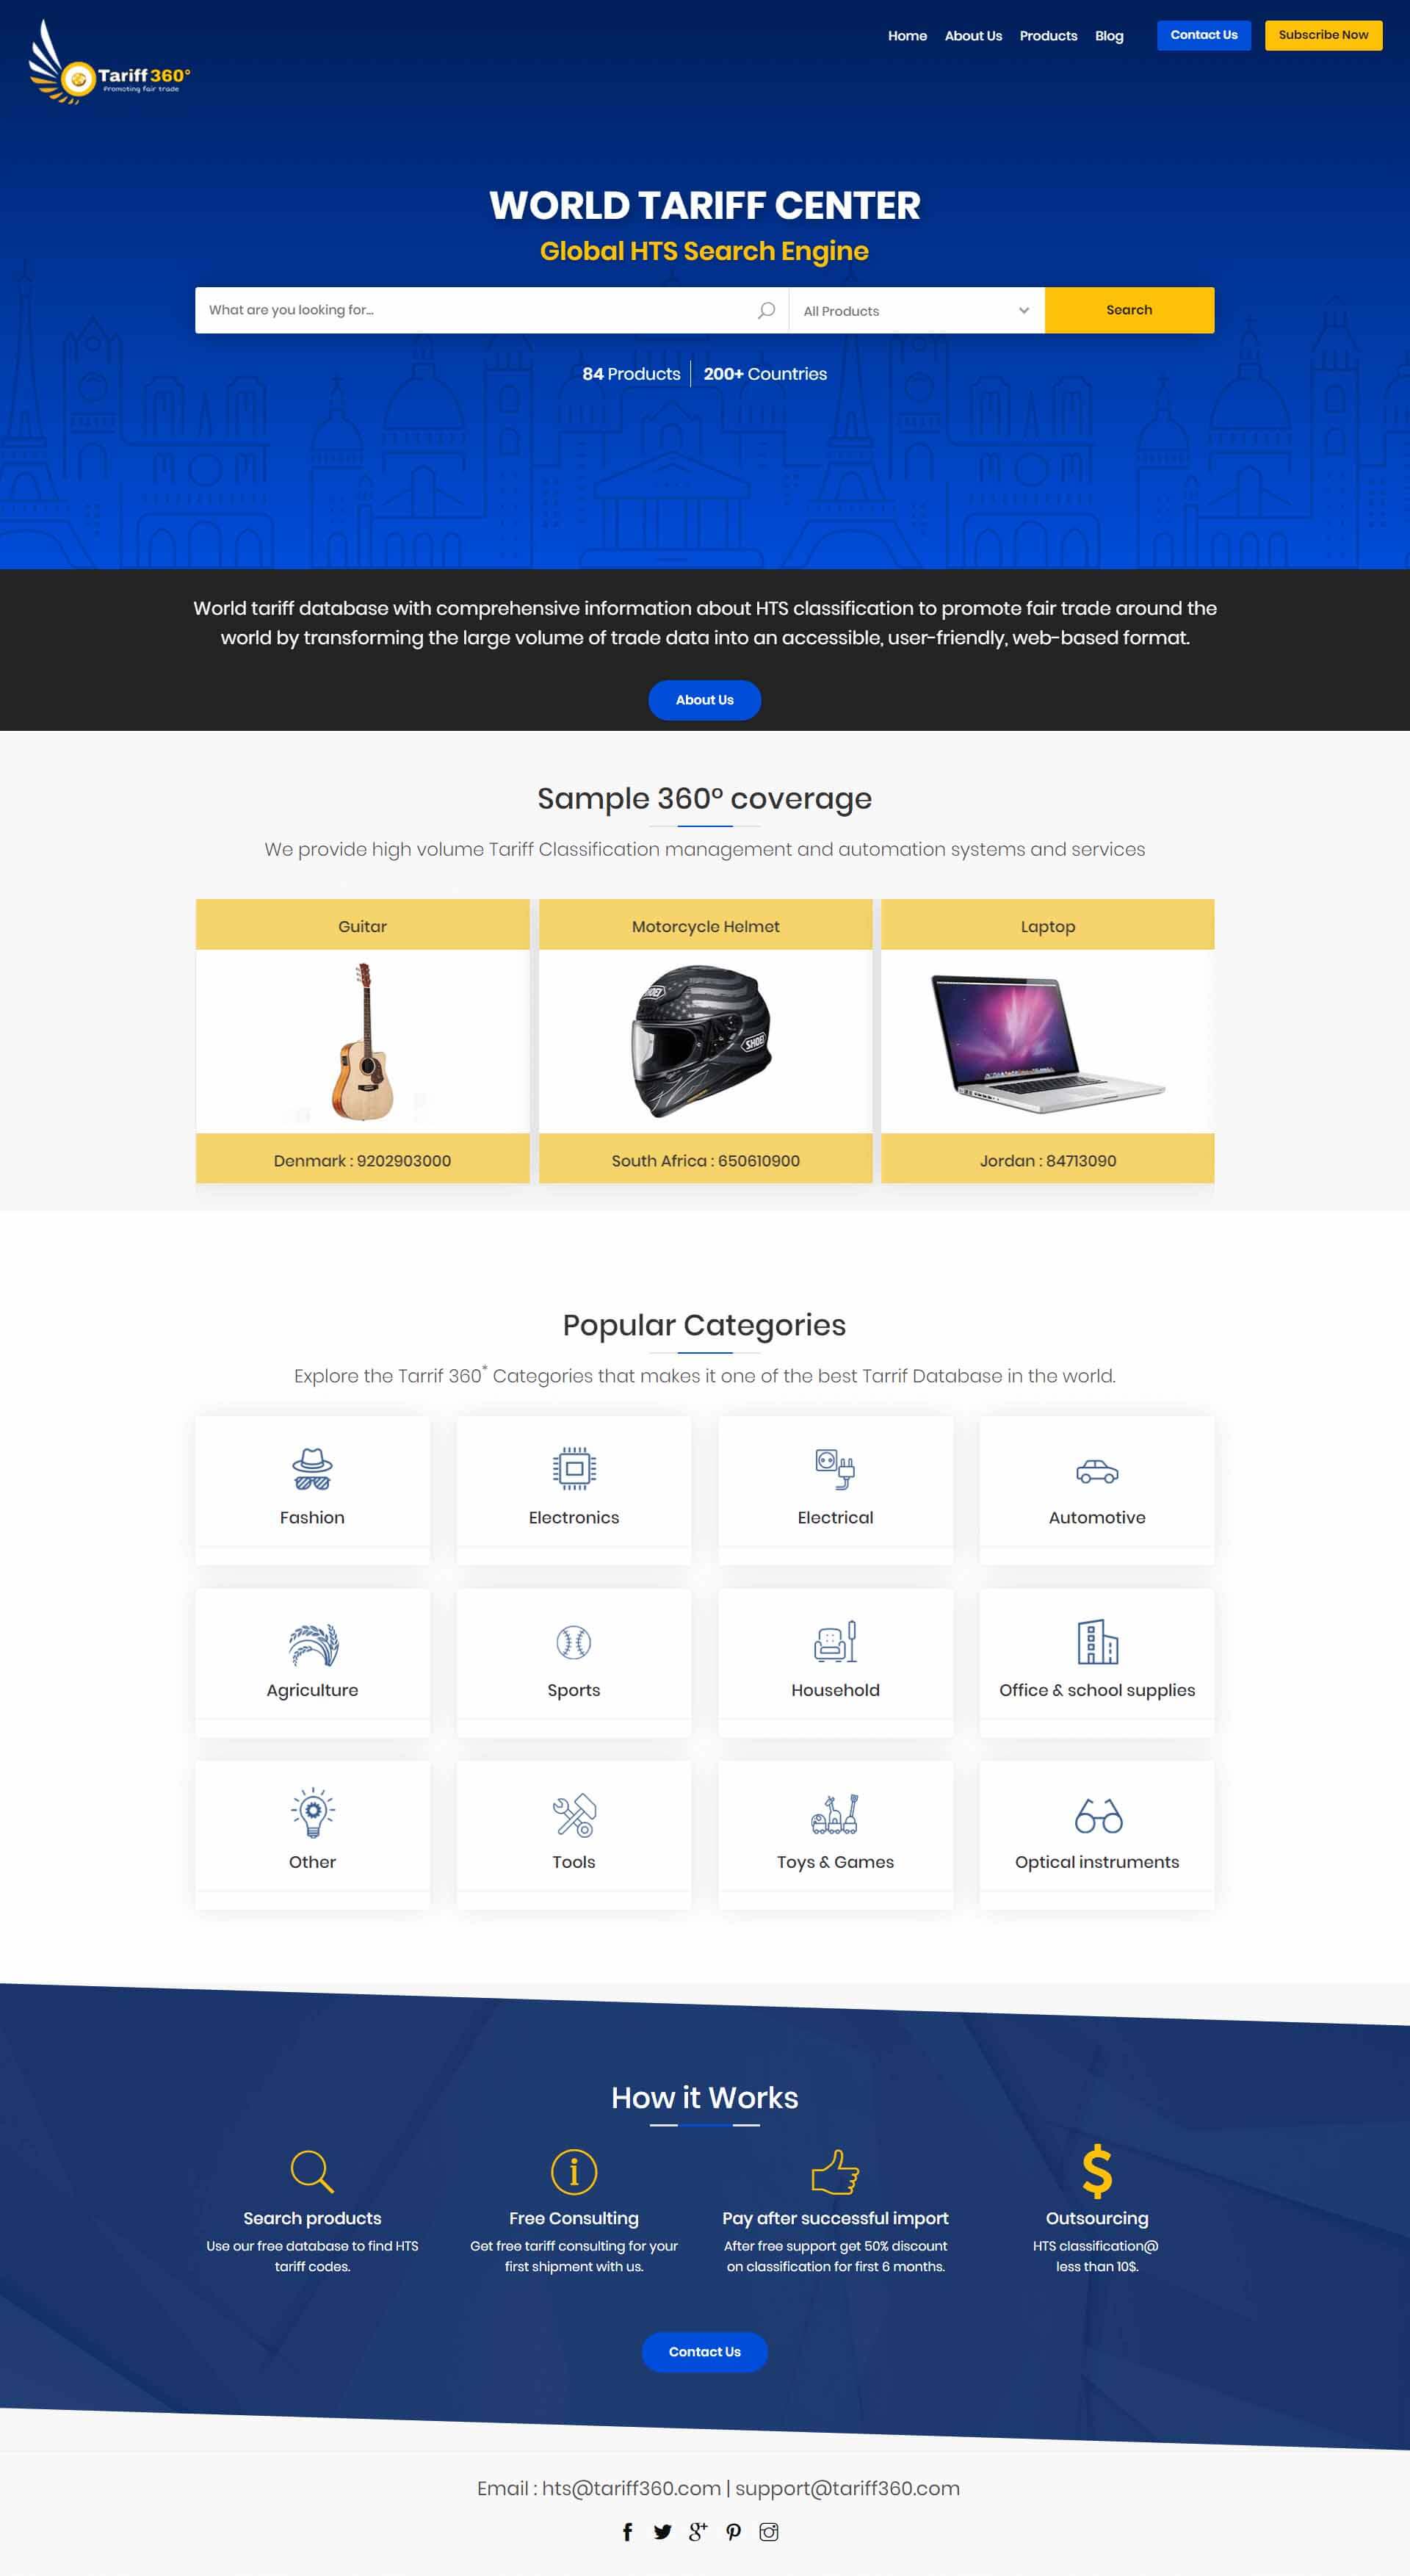 Home About Us Products Blog Contact Us Subscribe Now
Tariff 360°
Promoting fair trade
WORLD TARIFF CENTER
Global HTS Search Engine
What are you looking for... All Products Search
84 Products 200+ Countries
World tariff database with comprehensive information about HTS classification to promote fair trade around the
world by transforming the large volume of trade data into an accessible, user-friendly, web-based format.
About Us
Sample 360° coverage
We provide high volume Tariff Classification management and automation systems and services
Guitar Motorcycle Helmet Laptop
SHOEI
SHOEI
Denmark : 9202903000 South Africa : 650610900 Jordan : 84713090
Popular Categories
Explore the Tarrif 360* Categories that makes it one of the best Tarrif Database in the world.
Fashion Electronics Electrical Automotive
Agriculture Sports Household Office & school supplies
Other Tools Toys & Games Optical instruments
How it Works
Search products Free Consulting Pay after successful import Outsourcing
Use our free database to find HTS Get free tariff consulting for your After free support get 50% discount HTS classification@
tariff codes. first shipment with us. on classification for first 6 months. less than 10$.
Contact Us
Email : hts@tariff360.com | support@tariff360.com